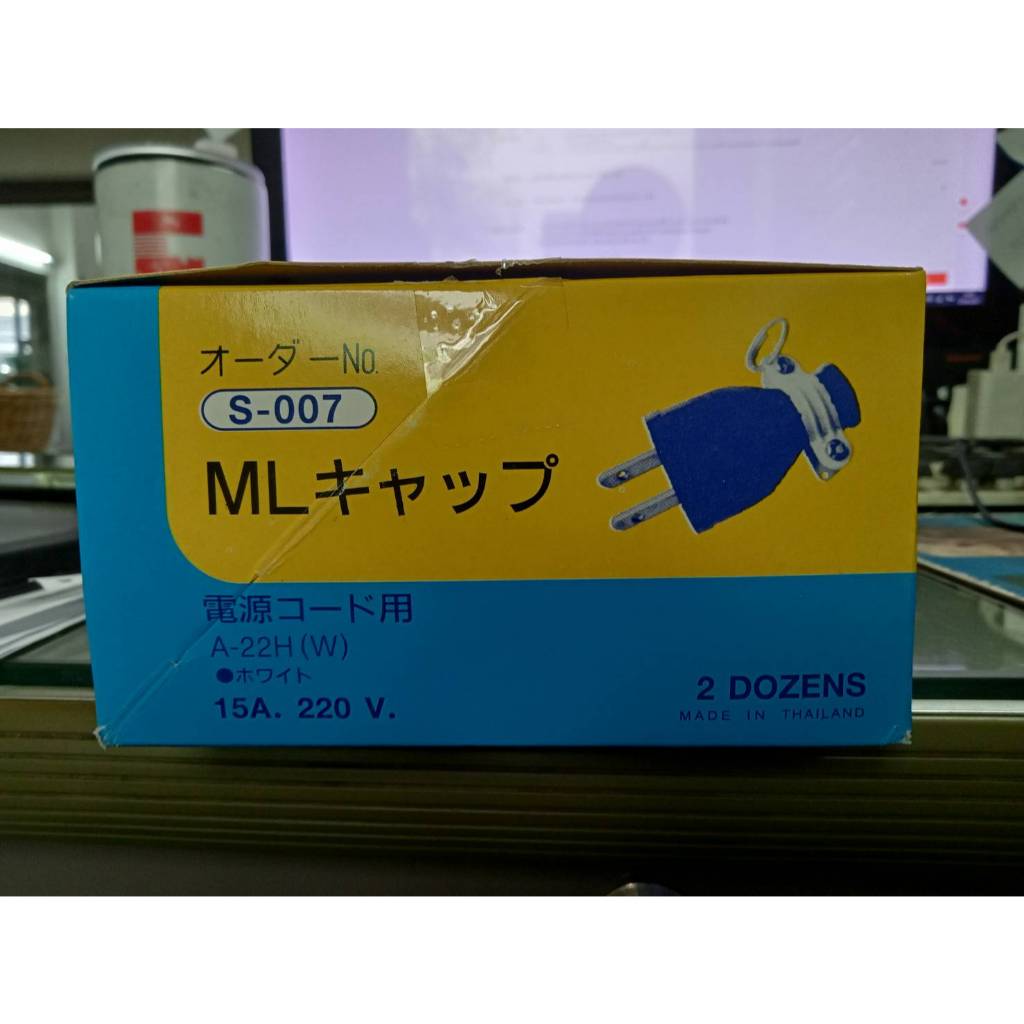 オーダーNo.
S-007
MLキャップ
電源コード用
A-22H(W)
●ホワイト
15A. 220 V.
2 DOZENS
MADE IN THAILAND